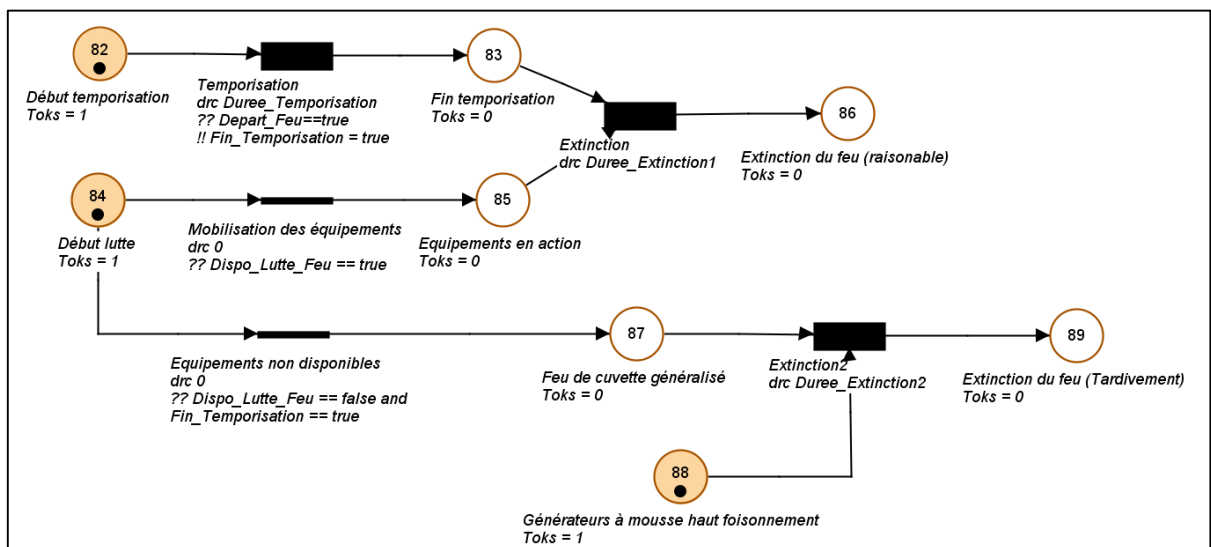 82
Début temporisation
Toks = 1
Temporisation
drc Duree_Temporisation
?? Depart_Feu==true
!! Fin_Temporisation = true
83
Fin temporisation
Toks = 0
Extinction
drc Duree_Extinction1
86
Extinction du feu (raisonable)
Toks = 0
84
Début lutte
Toks = 1
Mobilisation des équipements
drc 0
?? Dispo_Lutte_Feu == true
85
Equipements en action
Toks = 0
Equipements non disponibles
drc 0
?? Dispo_Lutte_Feu == false and
Fin_Temporisation == true
87
Feu de cuvette généralisé
Toks = 0
Extinction2
drc Duree_Extinction2
89
Extinction du feu (Tardivement)
Toks = 0
88
Générateurs à mousse haut foisonnement
Toks = 1